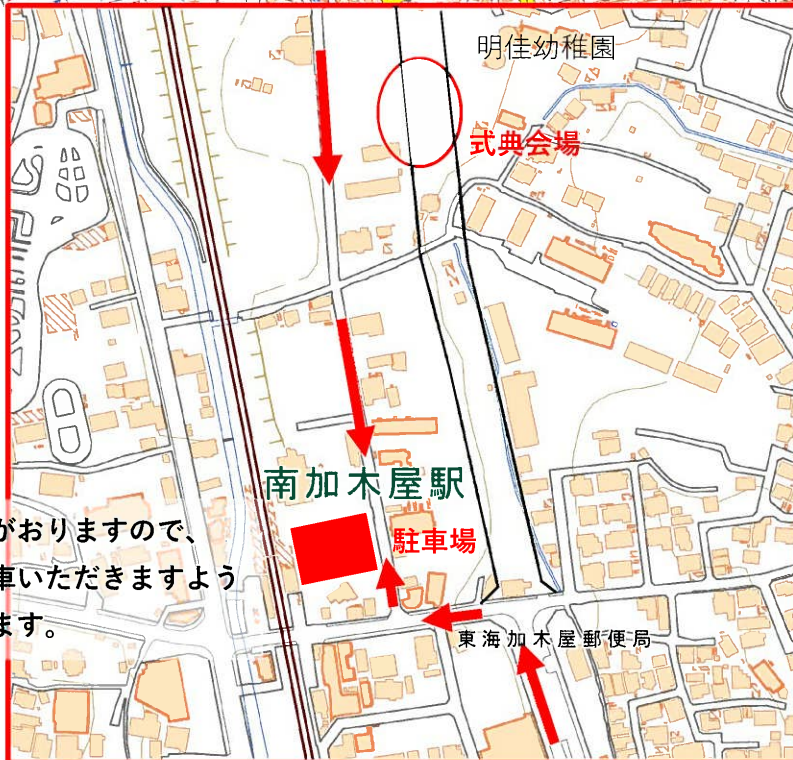 明佳幼稚園
式典会場
南加木屋駅
駐車場
がおりますので、
車いただきますよう
ます。
東海加木屋郵便局